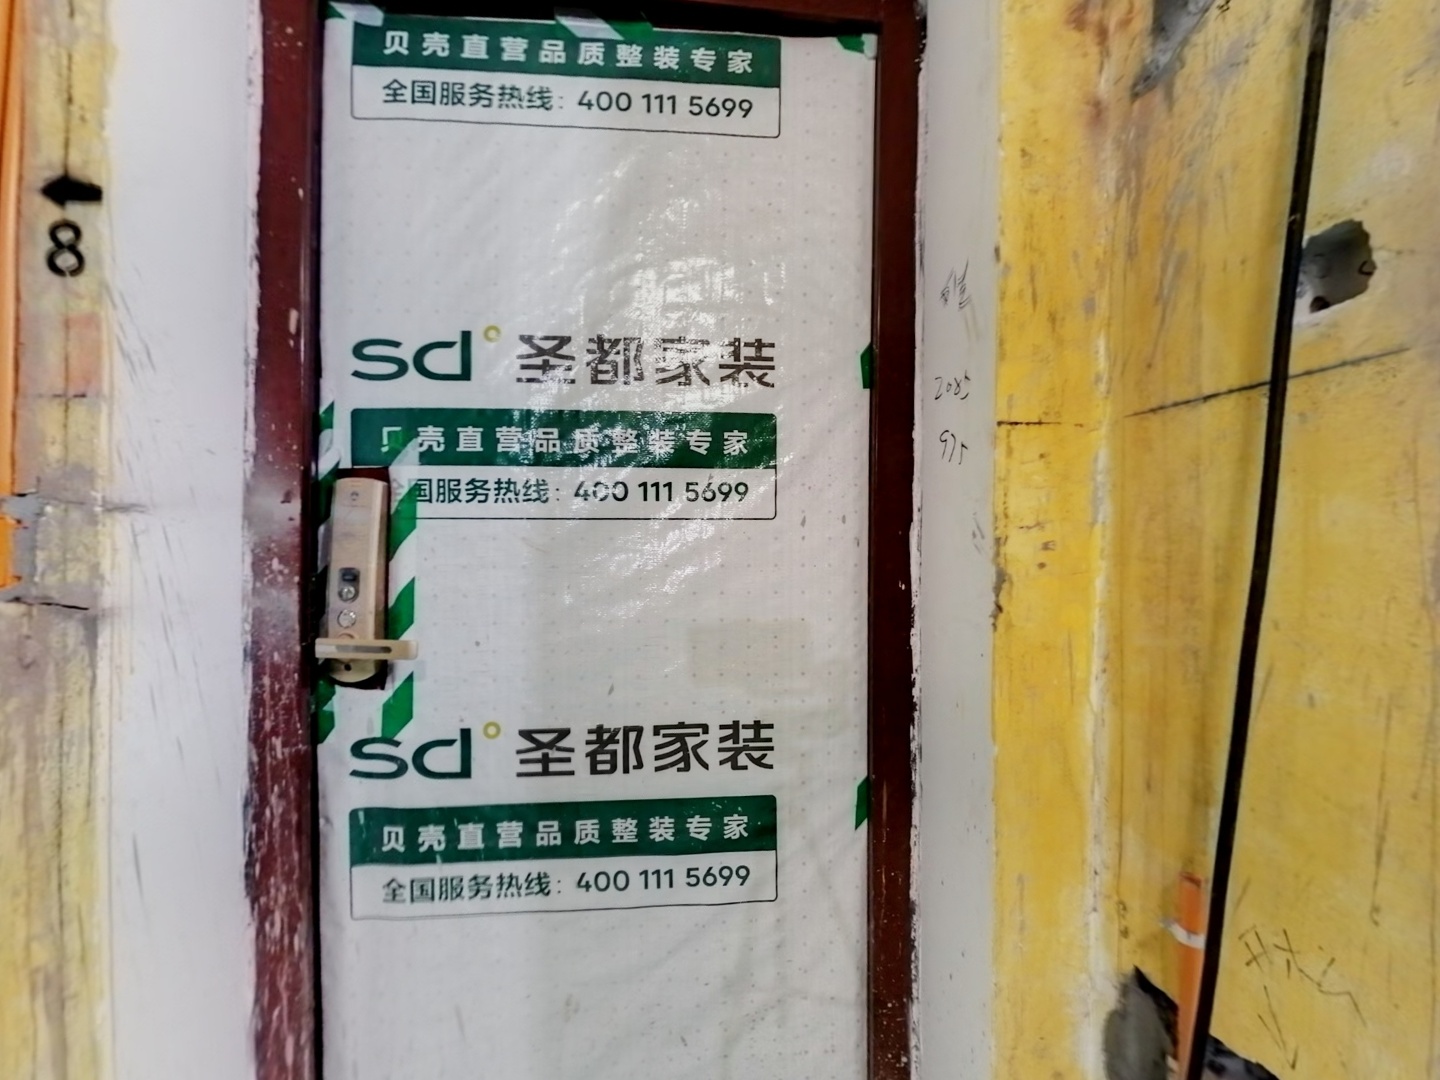 贝壳直营品质整装专家
全国服务热线：400 111 5699
8
sd 圣都家装
壳直营品质整装专家
全国服务热线：400 111 5699
2085
975
sd 圣都家装
贝壳直营品质整装专家
全国服务热线：400 111 5699